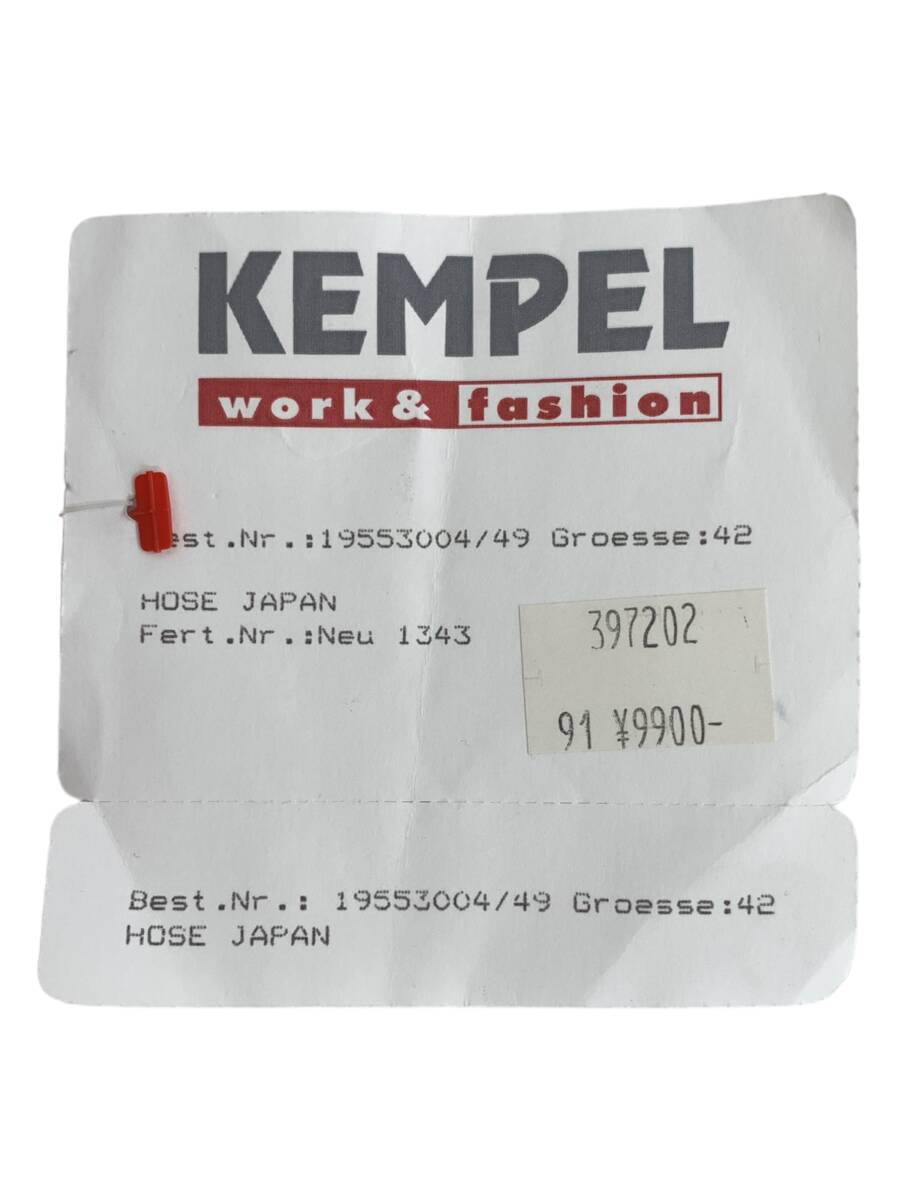 KEMPEL
work & fashion
est.Nr.:19553004/49 Groesse:42
HOSE JAPAN
Fert.Nr.:Neu 1343
397202
91 ¥9900-
Best.Nr.: 19553004/49 Groesse:42
HOSE JAPAN